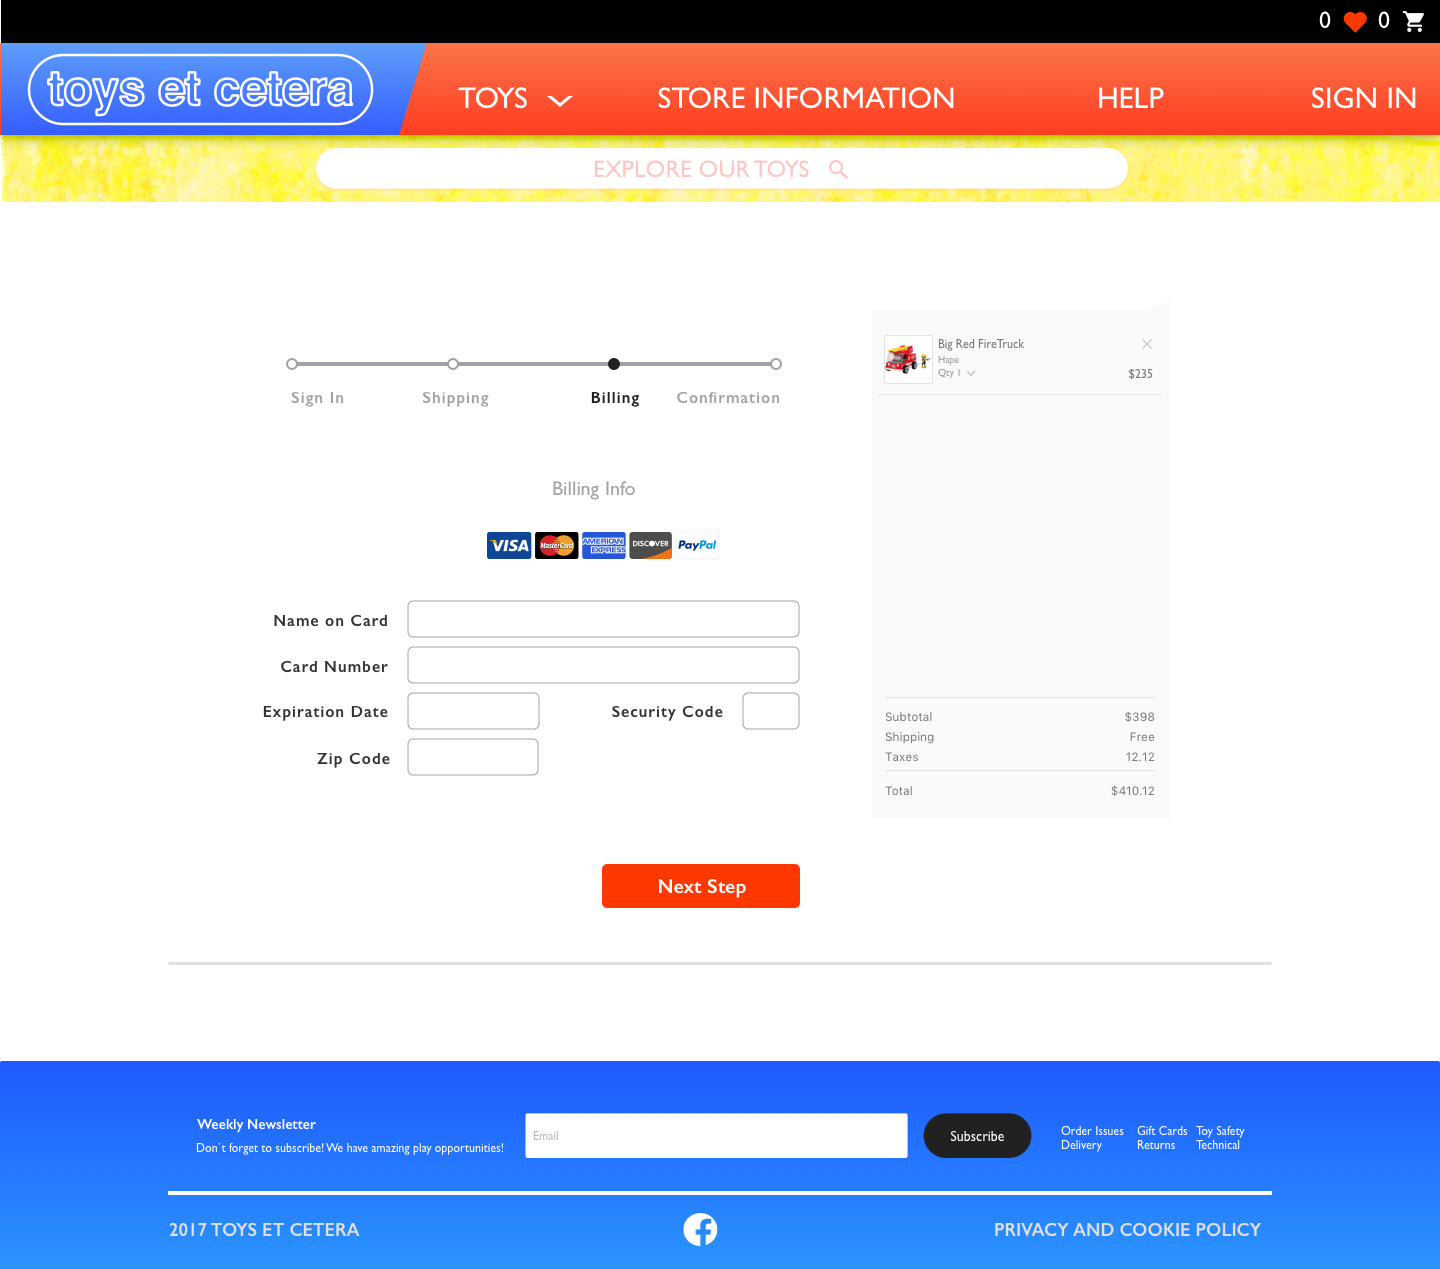 0 0
toys et cetera
TOYS STORE INFORMATION HELP SIGN IN
EXPLORE OUR TOYS
Sign In Shipping Billing Confirmation
Big Red FireTruck
Hape
Qty 1
$235
Billing Info
VISA MasterCard AMERICAN EXPRESS DISCOVER PayPal
Name on Card
Card Number
Expiration Date Security Code
Zip Code
Subtotal $398
Shipping Free
Taxes 12.12
Total $410.12
Next Step
Weekly Newsletter
Don`t forget to subscribe! We have amazing play opportunities!
Email
Subscribe
Order Issues Gift Cards Toy Safety
Delivery Returns Technical
2017 TOYS ET CETERA PRIVACY AND COOKIE POLICY